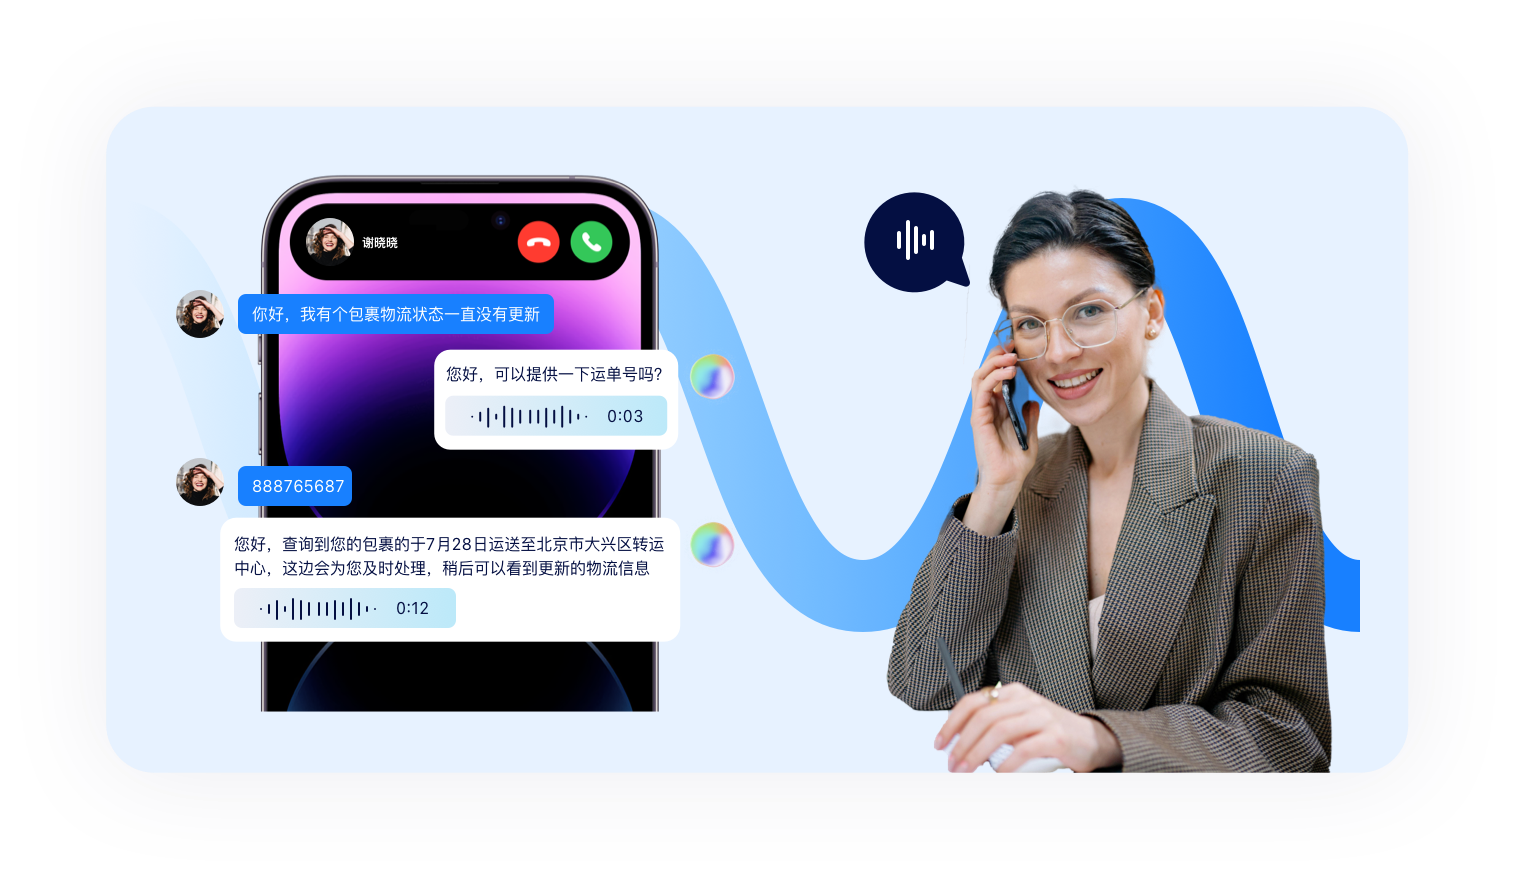 谢晓晓
你好，我有个包裹物流状态一直没有更新
您好，可以提供一下运单号吗?
0:03
888765687
您好，查询到您的包裹的于7月28日运送至北京市大兴区转运
中心，这边会为您及时处理，稍后可以看到更新的物流信息
0:12